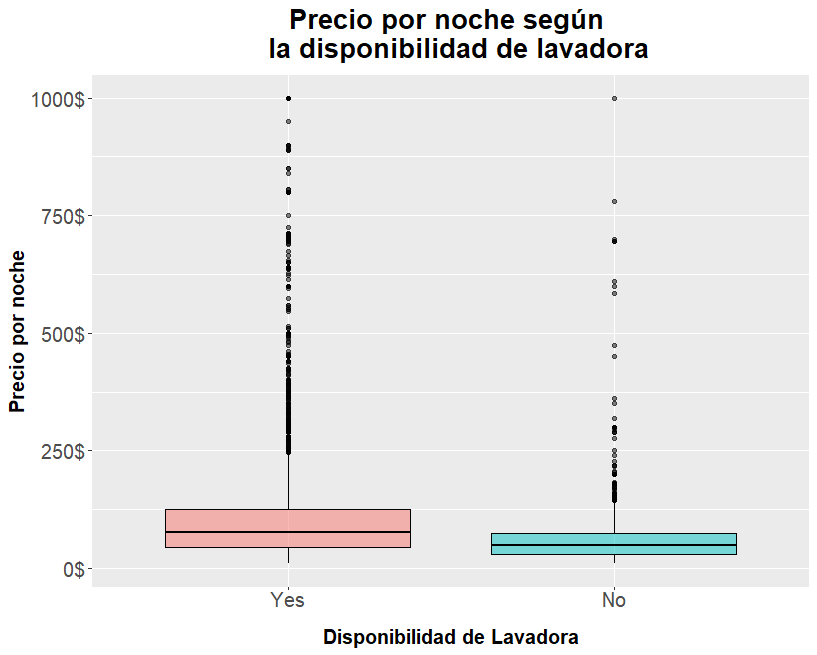 Precio por noche según
la disponibilidad de lavadora
1000$
750$
500$
250$
0$
Precio por noche
Yes
No
Disponibilidad de Lavadora